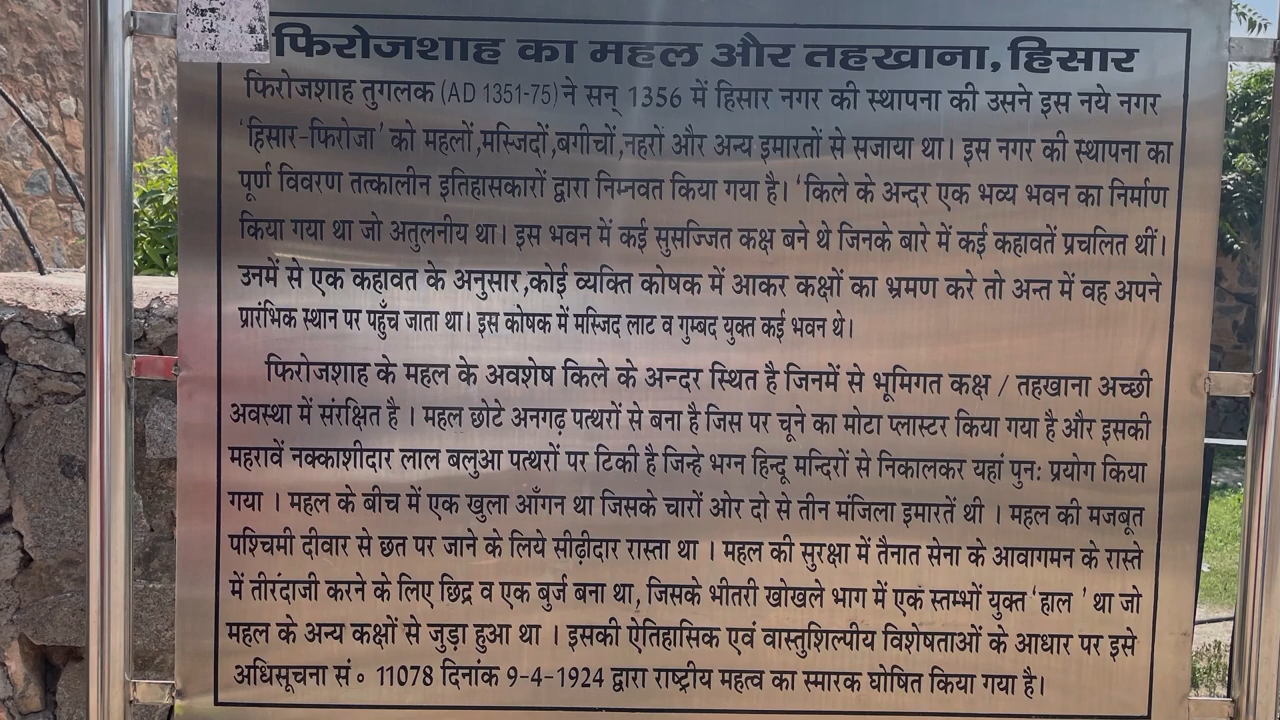 फिरोजशाह का महल और तहखाना, हिसार
फिरोजशाह तुगलक (AD 1351-75) ने सन् 1356 में हिसार नगर की स्थापना की उसने इस नये नगर
'हिसार-फिरोजा' को महलों,मस्जिदों,बगीचों,नहरों और अन्य इमारतों से सजाया था। इस नगर की स्थापना का
पूर्ण विवरण तत्कालीन इतिहासकारों द्वारा निम्नवत किया गया है। 'किले के अन्दर एक भव्य भवन का निर्माण
किया गया था जो अतुलनीय था। इस भवन में कई सुसज्जित कक्ष बने थे जिनके बारे में कई कहावतें प्रचलित थीं।
उनमें से एक कहावत के अनुसार,कोई व्यक्ति कोषक में आकर कक्षों का भ्रमण करे तो अन्त में वह अपने
प्रारंभिक स्थान पर पहुँच जाता था। इस कोषक में मस्जिद लाट व गुम्बद युक्त कई भवन थे।
फिरोजशाह के महल के अवशेष किले के अन्दर स्थित है जिनमें से भूमिगत कक्ष / तहखाना अच्छी
अवस्था में संरक्षित है । महल छोटे अनगढ़ पत्थरों से बना है जिस पर चूने का मोटा प्लास्टर किया गया है और इसकी
महरावें नक्काशीदार लाल बलुआ पत्थरों पर टिकी है जिन्हे भग्न हिन्दू मन्दिरों से निकालकर यहां पुनः प्रयोग किया
गया । महल के बीच में एक खुला आँगन था जिसके चारों ओर दो से तीन मंजिला इमारतें थी । महल की मजबूत
पश्चिमी दीवार से छत पर जाने के लिये सीढ़ीदार रास्ता था । महल की सुरक्षा में तैनात सेना के आवागमन के रास्ते
में तीरंदाजी करने के लिए छिद्र व एक बुर्ज बना था, जिसके भीतरी खोखले भाग में एक स्तम्भों युक्त 'हाल ' था जो
महल के अन्य कक्षों से जुड़ा हुआ था । इसकी ऐतिहासिक एवं वास्तुशिल्पीय विशेषताओं के आधार पर इसे
अधिसूचना सं॰ 11078 दिनांक 9-4-1924 द्वारा राष्ट्रीय महत्व का स्मारक घोषित किया गया है।